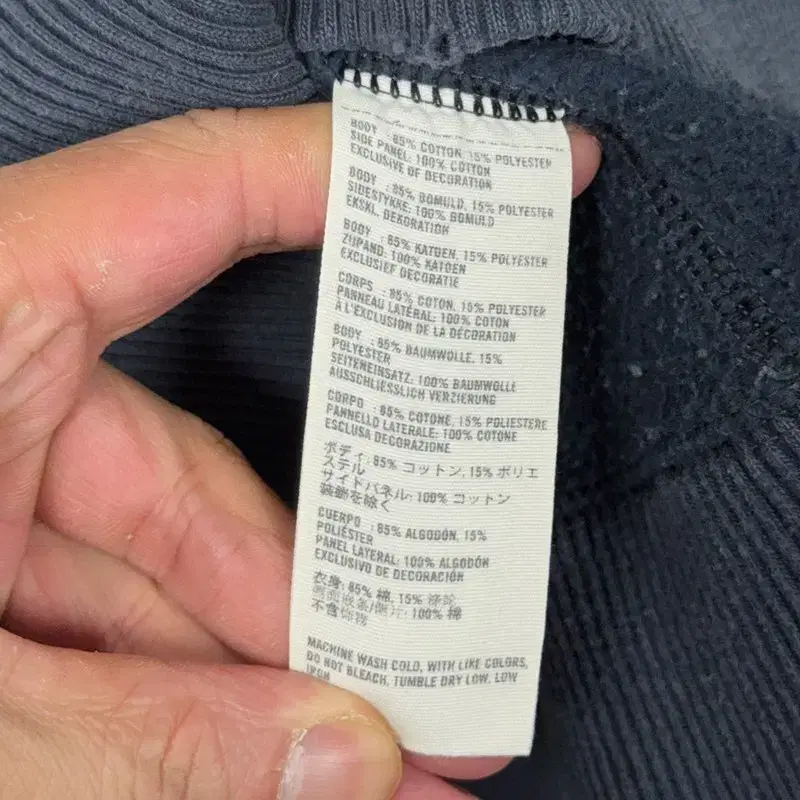 BODY : 85% COTTON, 15% POLYESTER
SIDE PANEL: 100% COTTON
EXCLUSIVE OF DECORATION
BODY : 85% BOMULD, 15% POLYESTER
SIDESTYKKE: 100% BOMULD
EKSKL. DEKORATION
BODY : 85% KATOEN, 15% POLYESTER
ZIJPAND: 100% KATOEN
EXCLUSIEF DECORATIE
CORPS : 85% COTON, 15% POLYESTER
PANNEAU LATÉRAL: 100% COTON
À L'EXCLUSION DE LA DÉCORATION
BODY : 85% BAUMWOLLE, 15%
POLYESTER
SEITENEINSATZ: 100% BAUMWOLLE
AUSSCHLIESSLICH VERZIERUNG
CORPO : 85% COTONE, 15% POLIESTERE
PANNELLO LATERALE: 100% COTONE
ESCLUSA DECORAZIONE
ボディ: 85% コットン, 15% ポリエ
ステル
サイドパネル: 100% コットン
装飾を除く
CUERPO : 85% ALGODÓN, 15%
POLIÉSTER
PANEL LATERAL: 100% ALGODÓN
EXCLUSIVO DE DECORACIÓN
衣身: 85% 棉, 15% 涤纶
100% 棉
不含饰物
MACHINE WASH COLD, WITH LIKE COLORS,
DO NOT BLEACH, TUMBLE DRY LOW, LOW
IRON